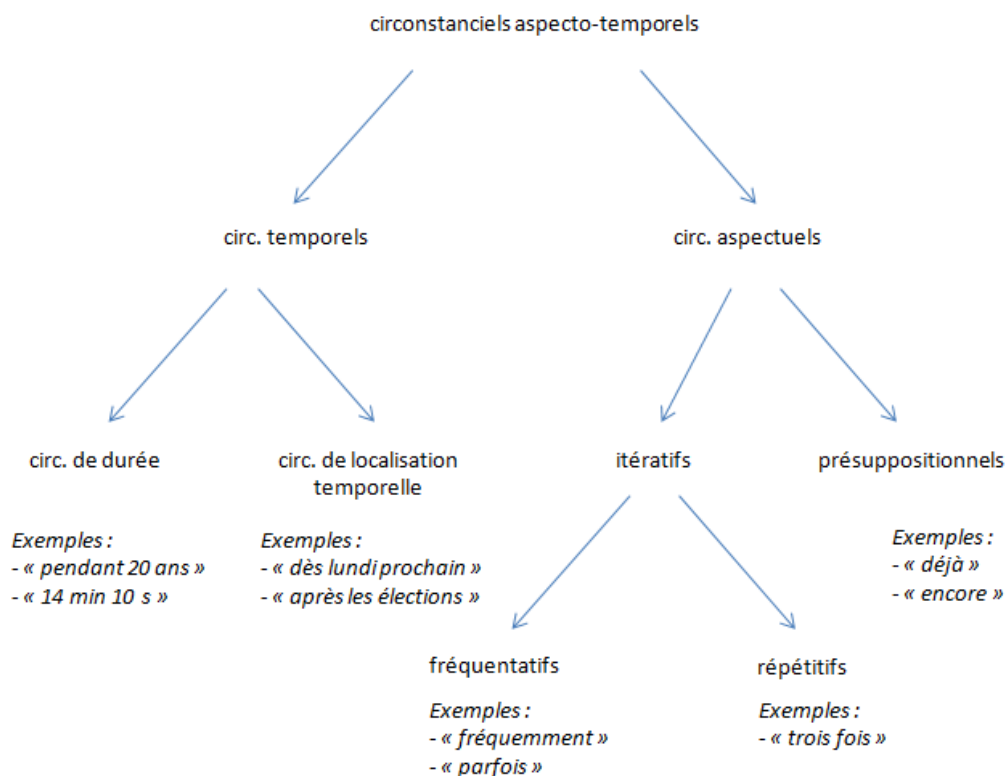 circonstanciels aspecto-temporels
circ. temporels
circ. aspectuels
circ. de durée
circ. de localisation
temporelle
itératifs
présuppositionnels
Exemples :
- « pendant 20 ans »
- « 14 min 10 s »
Exemples :
- « dès lundi prochain »
- « après les élections »
Exemples :
- « déjà »
- « encore »
fréquentatifs
répétitifs
Exemples :
- « fréquemment »
- « parfois »
Exemples :
- « trois fois »